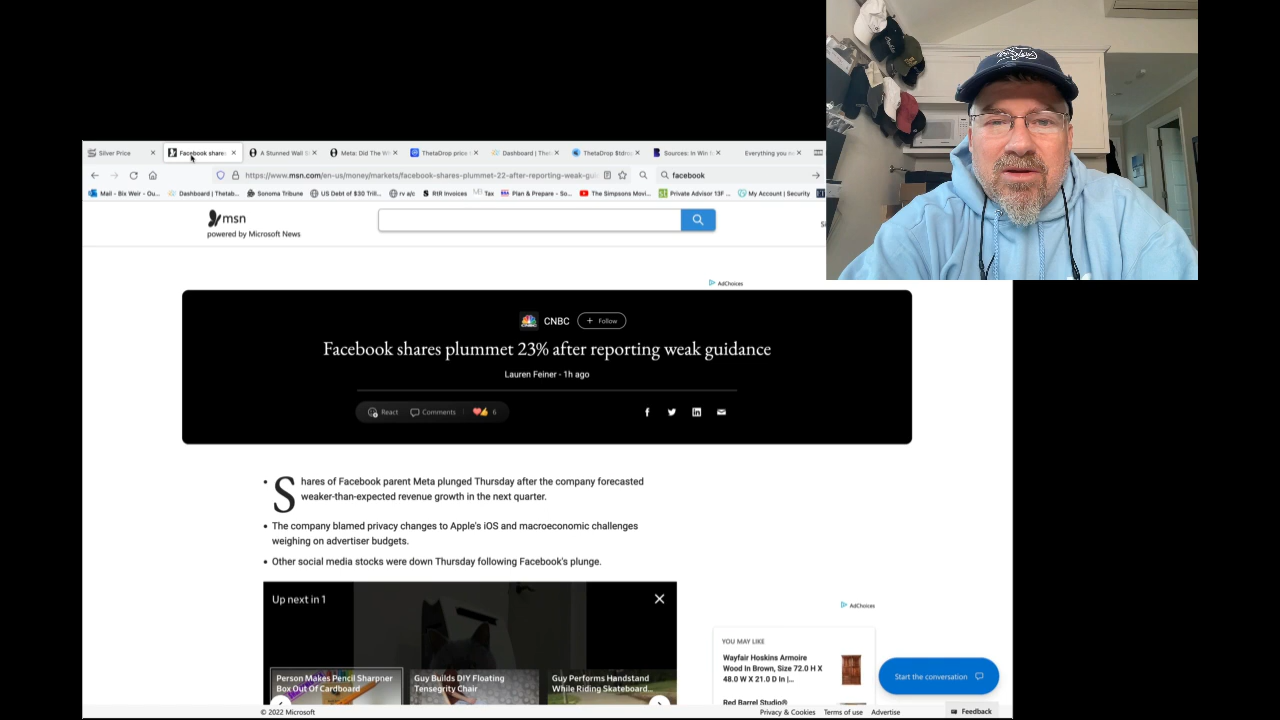 Silver Price
Facebook share
A Stunned Wall S
Meta: Did The W
ThetaDrop price
Dashboard | The
ThetaDrop $tdrop
Sources: In Win
Everything you n
https://www.msn.com/en-us/money/markets/facebook-shares-plummet-22-after-reporting-weak-gu
facebook
Mail - Bix Weir - Ou...
Dashboard | Thetab...
Sonoma Tribune
US Debt of $30 Trill...
rv a/c
RtR Invoices
Tax
Plan & Prepare - So...
The Simpsons Movi...
Private Advisor 13F ...
My Account | Security
msn
powered by Microsoft News
AdChoices
CNBC
+ Follow
Facebook shares plummet 23% after reporting weak guidance
Lauren Feiner - 1h ago
React
Comments
6
Shares of Facebook parent Meta plunged Thursday after the company forecasted
weaker-than-expected revenue growth in the next quarter.
The company blamed privacy changes to Apple's iOS and macroeconomic challenges
weighing on advertiser budgets.
Other social media stocks were down Thursday following Facebook's plunge.
Up next in 1
Person Makes Pencil Sharpner
Box Out Of Cardboard
Guy Builds DIY Floating
Tensegrity Chair
Guy Performs Handstand
While Riding Skateboard...
AdChoices
YOU MAY LIKE
Wayfair Hoskins Armoire
Wood In Brown, Size 72.0 H X
48.0 W X 21.0 D In |...
Red Barrel Studio®
Start the conversation
© 2022 Microsoft
Privacy & Cookies
Terms of use
Advertise
Feedback